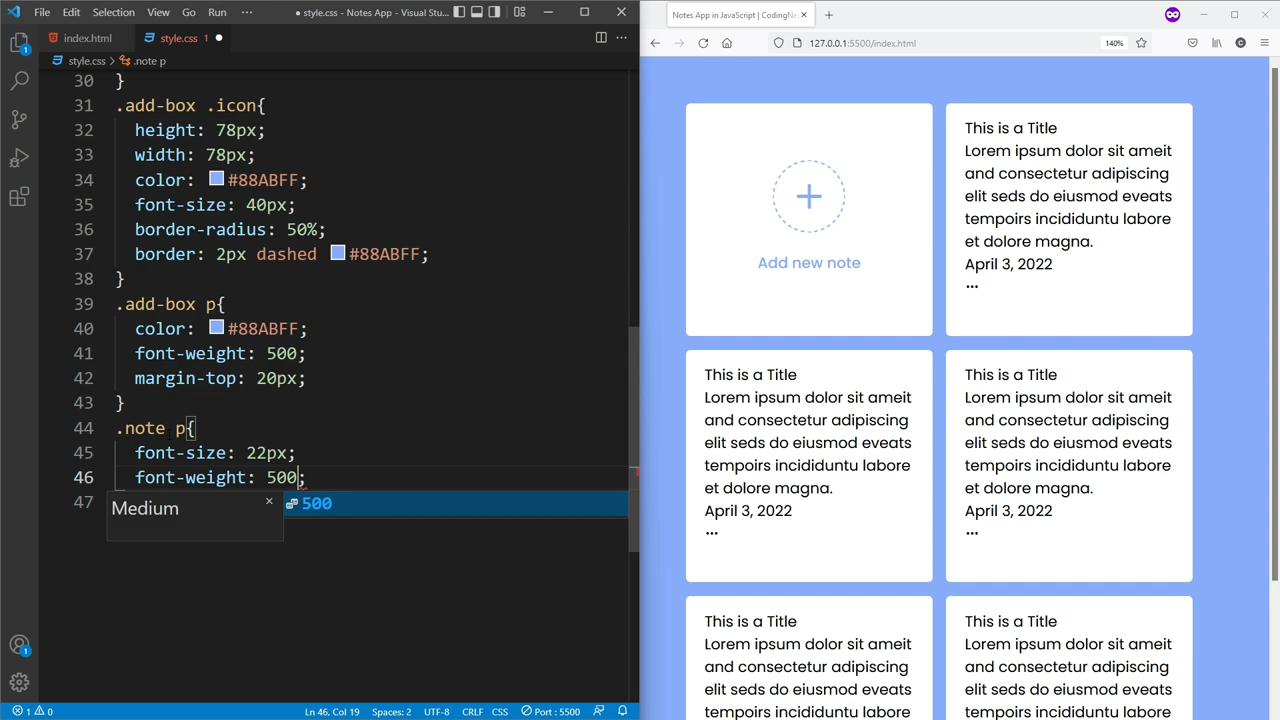 File Edit Selection View Go Run ··· ● style.css - Notes App - Visual Stu...
index.html style.css 1 ●
style.css > .note p
30 }
31 .add-box .icon{
32 height: 78px;
33 width: 78px;
34 color: #88ABFF;
35 font-size: 40px;
36 border-radius: 50%;
37 border: 2px dashed #88ABFF;
38 }
39 .add-box p{
40 color: #88ABFF;
41 font-weight: 500;
42 margin-top: 20px;
43 }
44 .note p{
45 font-size: 22px;
46 font-weight: 500;
47
Medium
500
1
1
1 0
Ln 46, Col 19 Spaces: 2 UTF-8 CRLF CSS Port : 5500
Notes App in JavaScript | CodingNe
127.0.0.1:5500/index.html 140%
Add new note
This is a Title
Lorem ipsum dolor sit ameit
and consectetur adipiscing
elit seds do eiusmod eveats
tempoirs incididuntu labore
et dolore magna.
April 3, 2022
...
This is a Title
Lorem ipsum dolor sit ameit
and consectetur adipiscing
elit seds do eiusmod eveats
tempoirs incididuntu labore
et dolore magna.
April 3, 2022
...
This is a Title
Lorem ipsum dolor sit ameit
and consectetur adipiscing
elit seds do eiusmod eveats
tempoirs incididuntu labore
et dolore magna.
April 3, 2022
...
This is a Title
Lorem ipsum dolor sit ameit
and consectetur adipiscing
elit seds do eiusmod eveats
tempoirs incididuntu labore
This is a Title
Lorem ipsum dolor sit ameit
and consectetur adipiscing
elit seds do eiusmod eveats
tempoirs incididuntu labore